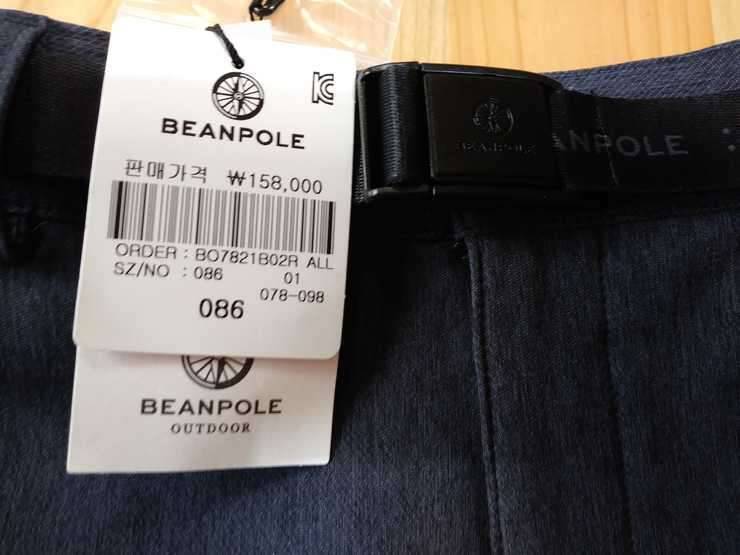 BEANPOLE
판매가격 ₩158,000
ORDER : BO7821B02R ALL
SZ/NO : 086 01
078-098
086
BEANPOLE
OUTDOOR
BEANPOLE
ANPOLE